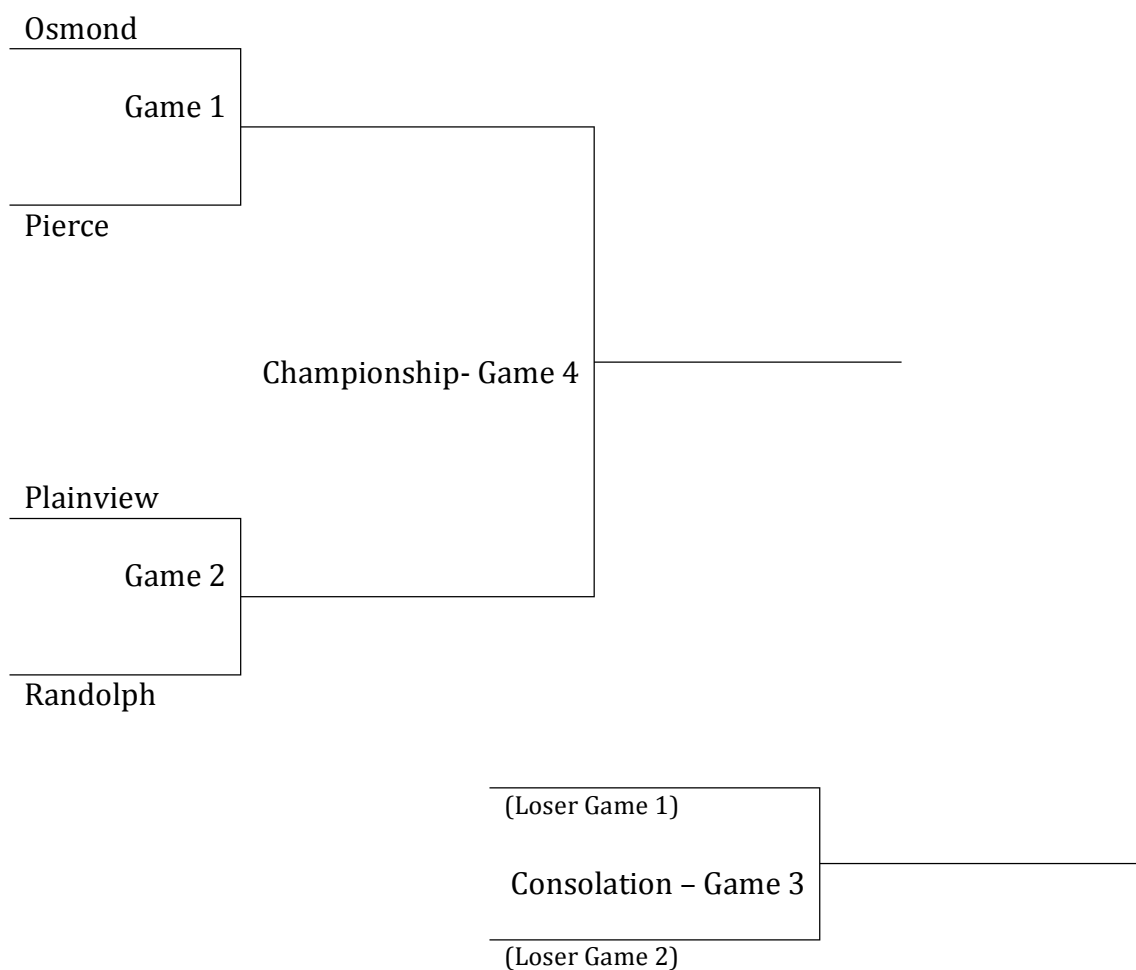 Osmond
Game 1
Pierce
Championship- Game 4
Plainview
Game 2
Randolph
(Loser Game 1)
Consolation – Game 3
(Loser Game 2)